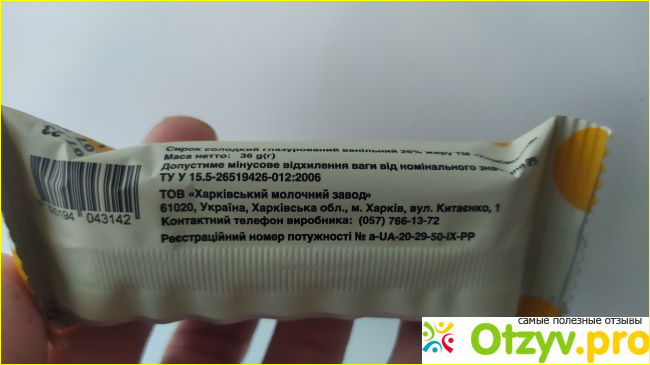 Сирок солодкий глазурований ванільний 26% жиру ТМ
Маса нетто: 36 g(г)
Допустиме мінусове відхилення ваги від номінального
ТУ У 15.5-26519426-012:2006
ТОВ «Харківський молочний завод»
61020, Україна, Харківська обл., м. Харків, вул. Китаєнко, 1
Контактний телефон виробника: (057) 766-13-72
Реєстраційний номер потужності № a-UA-20-29-50-IX-PP
043142
самые полезные отзывы
Otzyv.pro